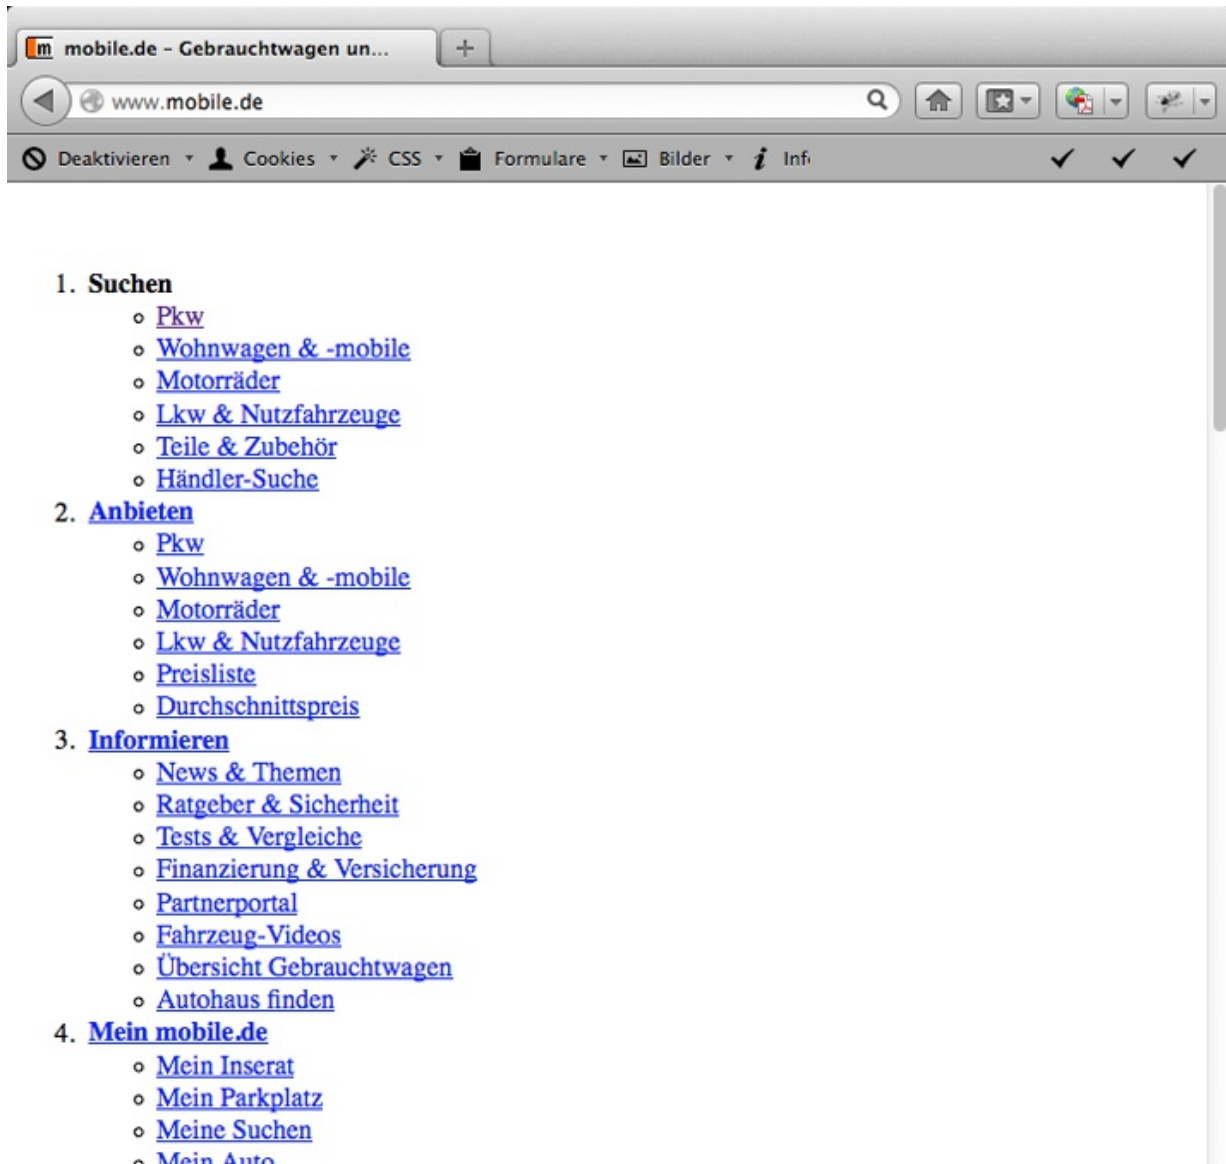 m mobile.de – Gebrauchtwagen un...
www.mobile.de
Deaktivieren Cookies CSS Formulare Bilder i Inf
1. Suchen
Pkw
Wohnwagen & -mobile
Motorräder
Lkw & Nutzfahrzeuge
Teile & Zubehör
Händler-Suche
2. Anbieten
Pkw
Wohnwagen & -mobile
Motorräder
Lkw & Nutzfahrzeuge
Preisliste
Durchschnittspreis
3. Informieren
News & Themen
Ratgeber & Sicherheit
Tests & Vergleiche
Finanzierung & Versicherung
Partnerportal
Fahrzeug-Videos
Übersicht Gebrauchtwagen
Autohaus finden
4. Mein mobile.de
Mein Inserat
Mein Parkplatz
Meine Suchen
Mein Auto